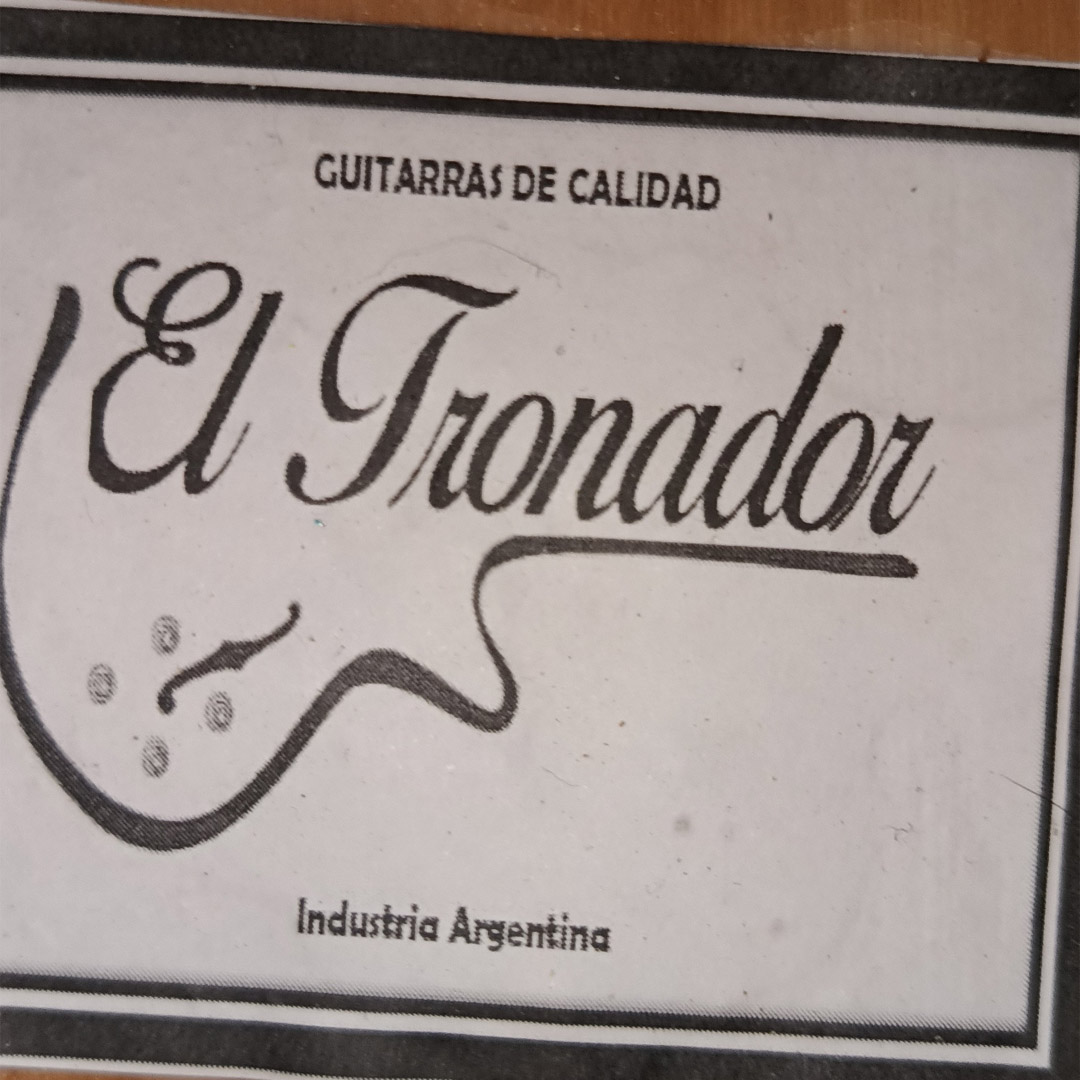 GUITARRAS DE CALIDAD
El Tronador
Industria Argentina